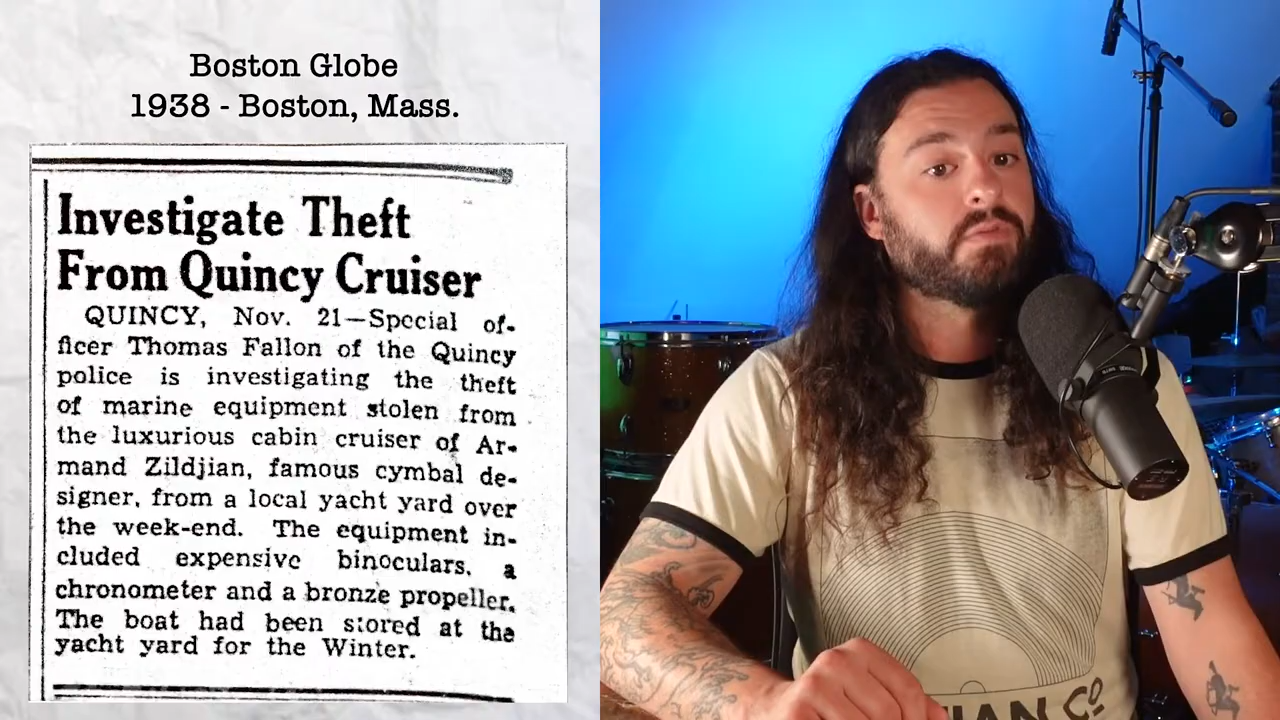 Boston Globe
1938 - Boston, Mass.
Investigate Theft
From Quincy Cruiser
QUINCY, Nov. 21—Special of-
ficer Thomas Fallon of the Quincy
police is investigating the theft
of marine equipment stolen from
the luxurious cabin cruiser of Ar-
mand Zildjian, famous cymbal de-
signer, from a local yacht yard over
the week-end. The equipment in-
cluded expensive binoculars, a
chronometer and a bronze propeller.
The boat had been stored at the
yacht yard for the Winter.